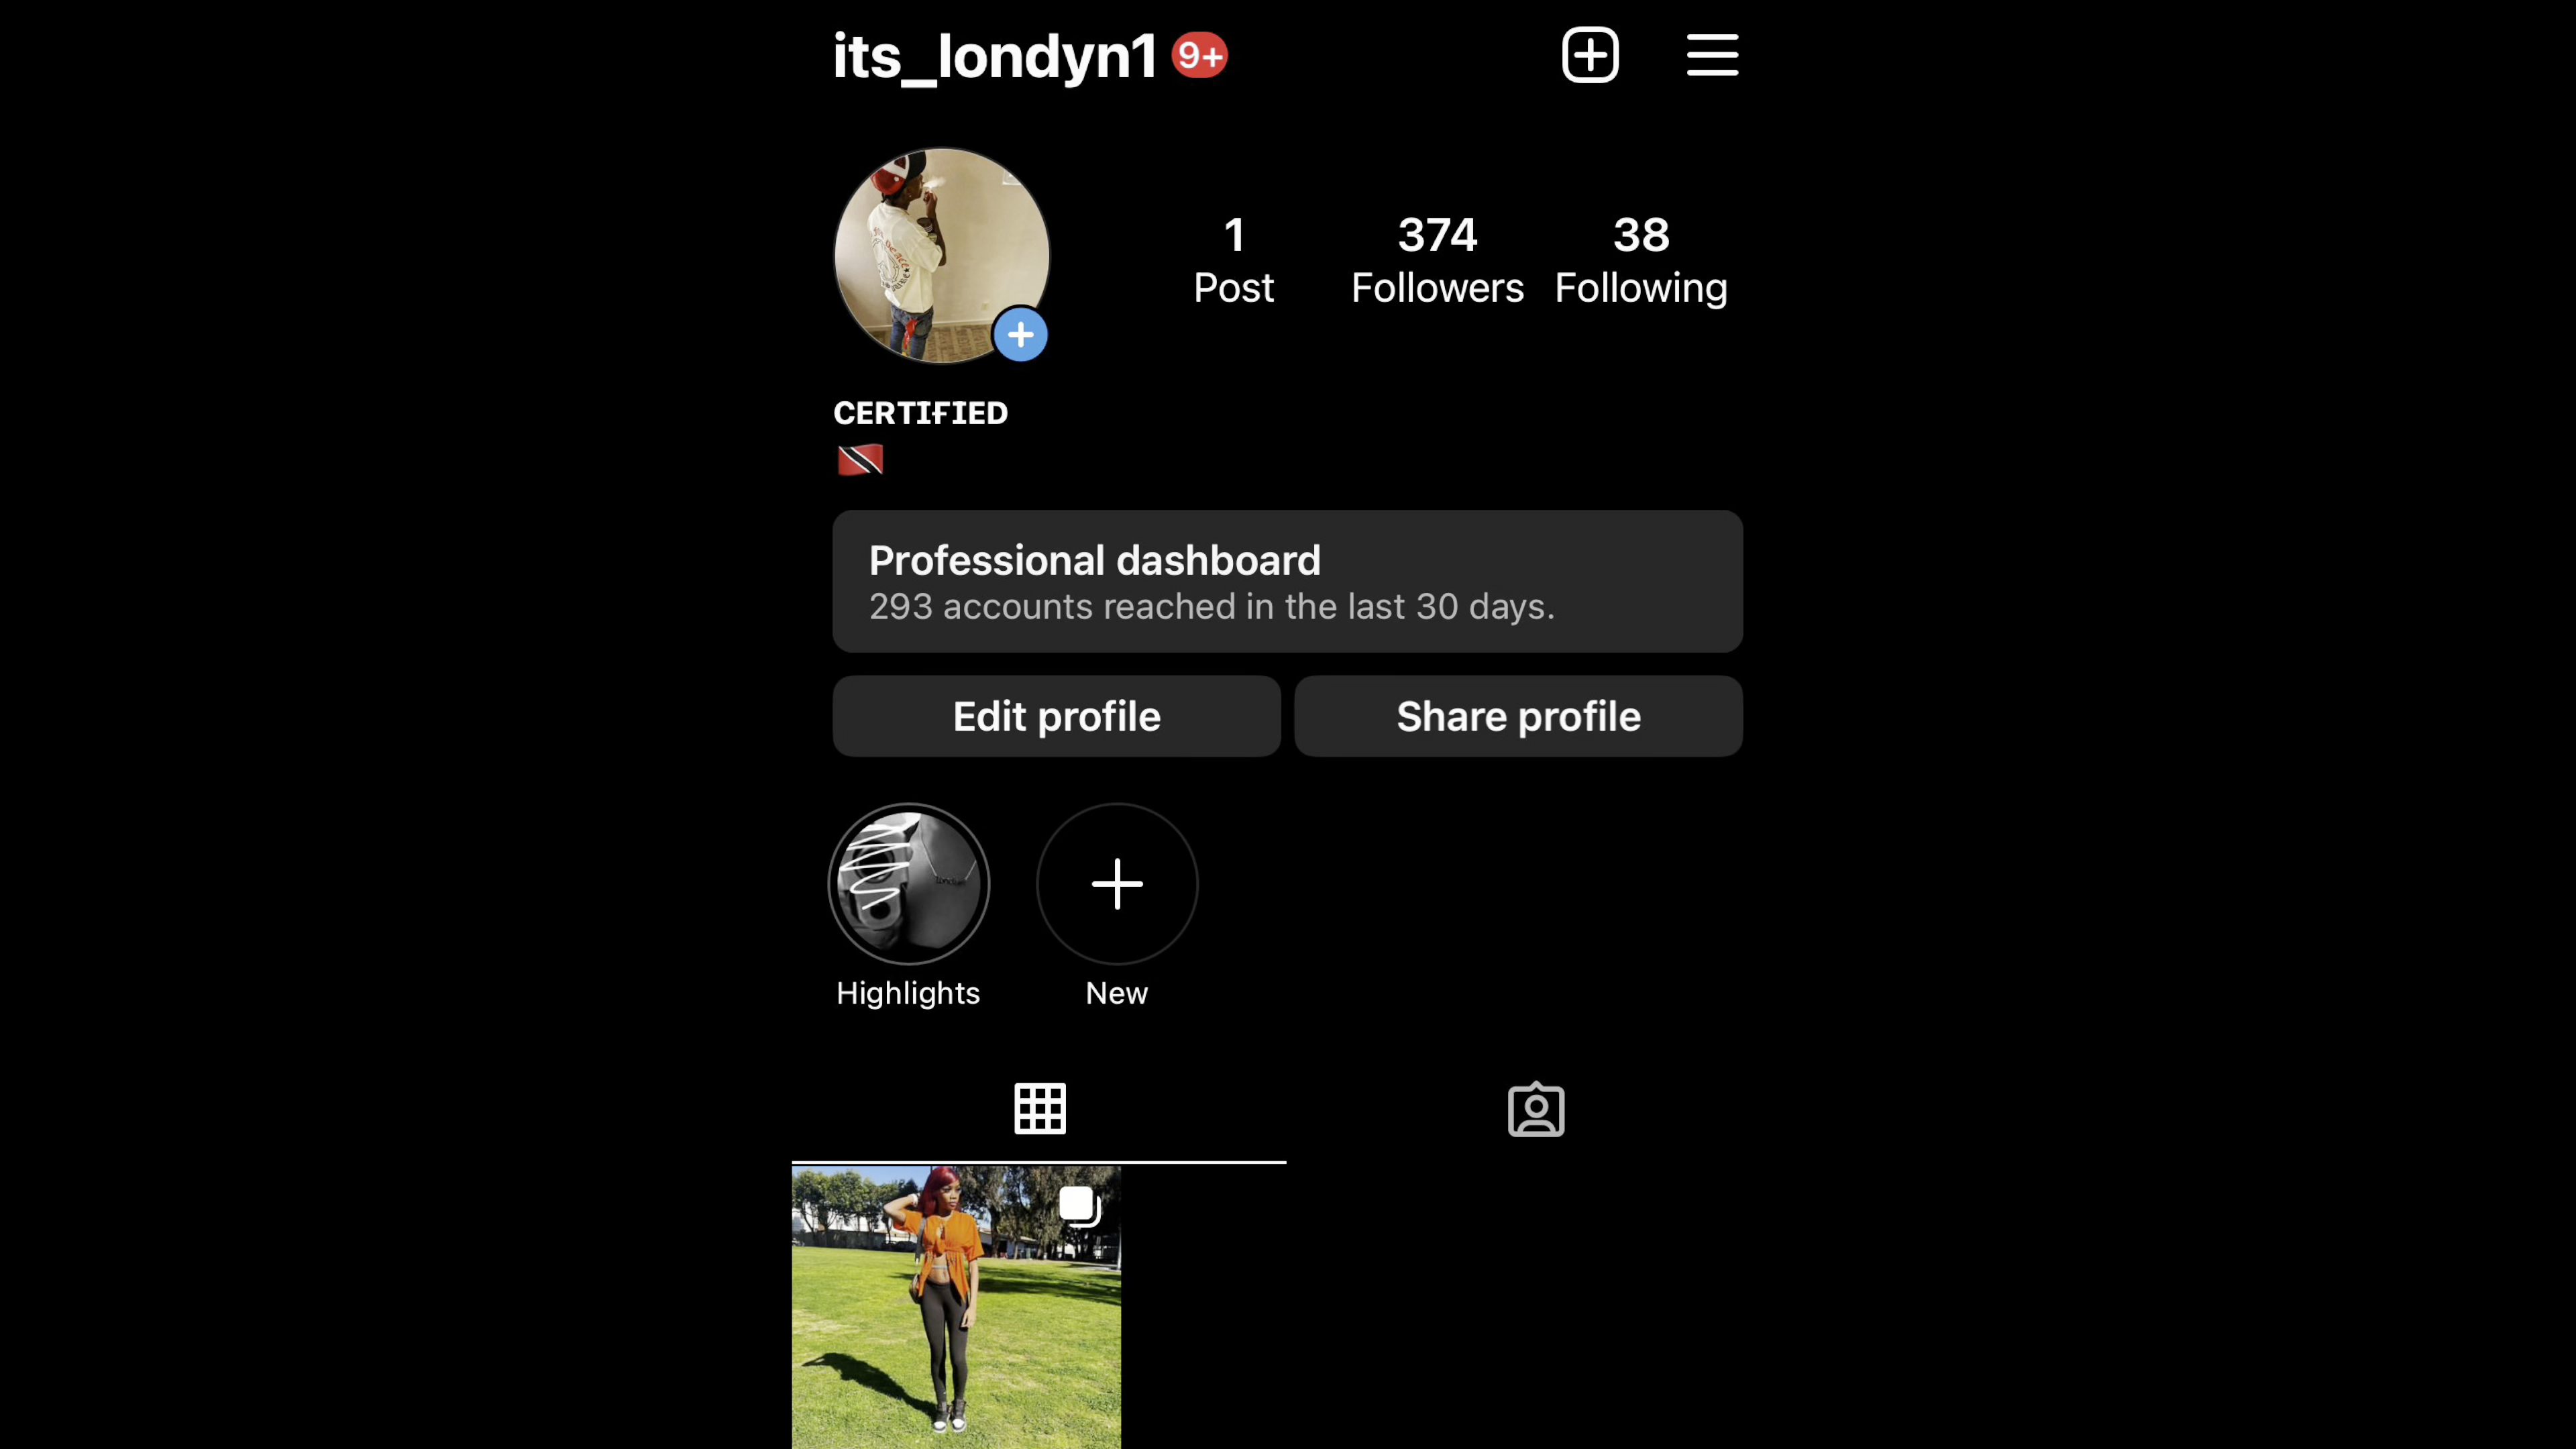 its_londyn1 9+
1 374 38
Post Followers Following
CERTIFIED
Professional dashboard
293 accounts reached in the last 30 days.
Edit profile Share profile
londyn
Highlights New